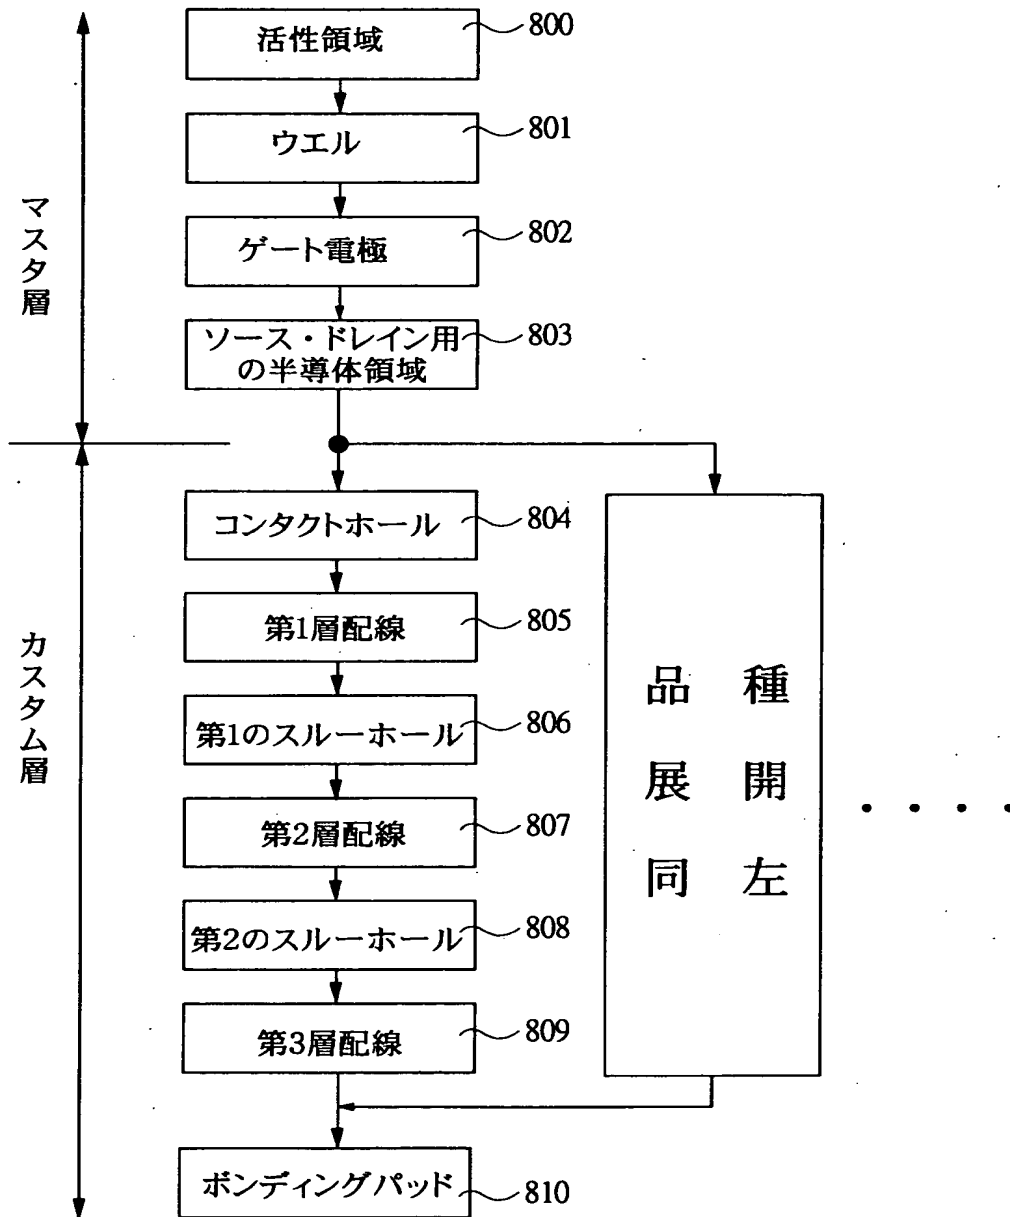 活性領域
800
ウエル
801
ゲート電極
802
ソース・ドレイン用
の半導体領域
803
マスタ層
コンタクトホール
804
第1層配線
805
第1のスルーホール
806
第2層配線
807
第2のスルーホール
808
第3層配線
809
ボンディングパッド
810
カスタム層
品種
展開
同左